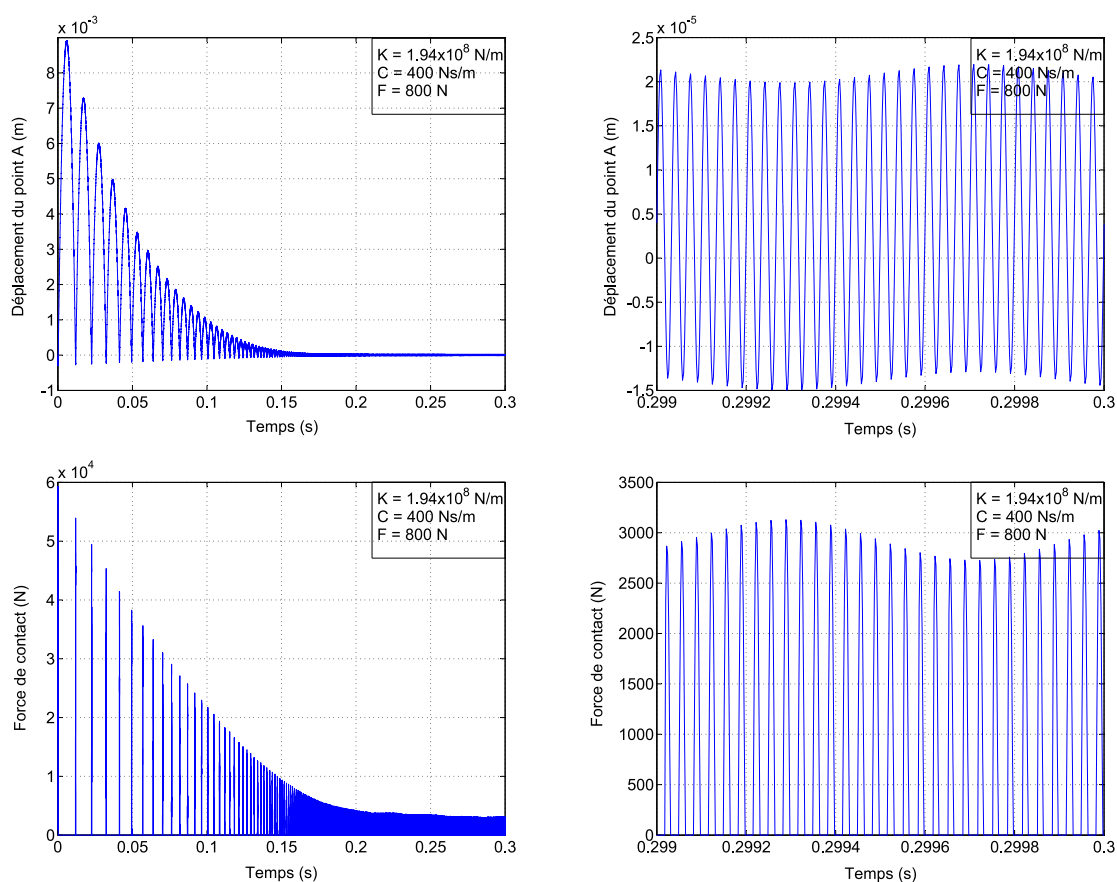 x 10-3
9
8
7
6
5
4
3
2
1
0
-1
0
0.05
0.1
0.15
0.2
0.25
0.3
Déplacement du point A (m)
Temps (s)
K = 1.94x10^8 N/m
C = 400 Ns/m
F = 800 N
x 10^-5
2.5
2
1.5
1
0.5
0
−0.5
−1
−1.5
0.299
0.2992
0.2994
0.2996
0.2998
0.3
Déplacement du point A (m)
Temps (s)
K = 1.94x10^8 N/m
C = 400 Ns/m
F = 800 N
x 10^4
6
5
4
3
2
1
0
0
0.05
0.1
0.15
0.2
0.25
0.3
Force de contact (N)
Temps (s)
K = 1.94x10^8 N/m
C = 400 Ns/m
F = 800 N
3500
3000
2500
2000
1500
1000
500
0
0.299
0.2992
0.2994
0.2996
0.2998
0.3
Force de contact (N)
Temps (s)
K = 1.94x10^8 N/m
C = 400 Ns/m
F = 800 N